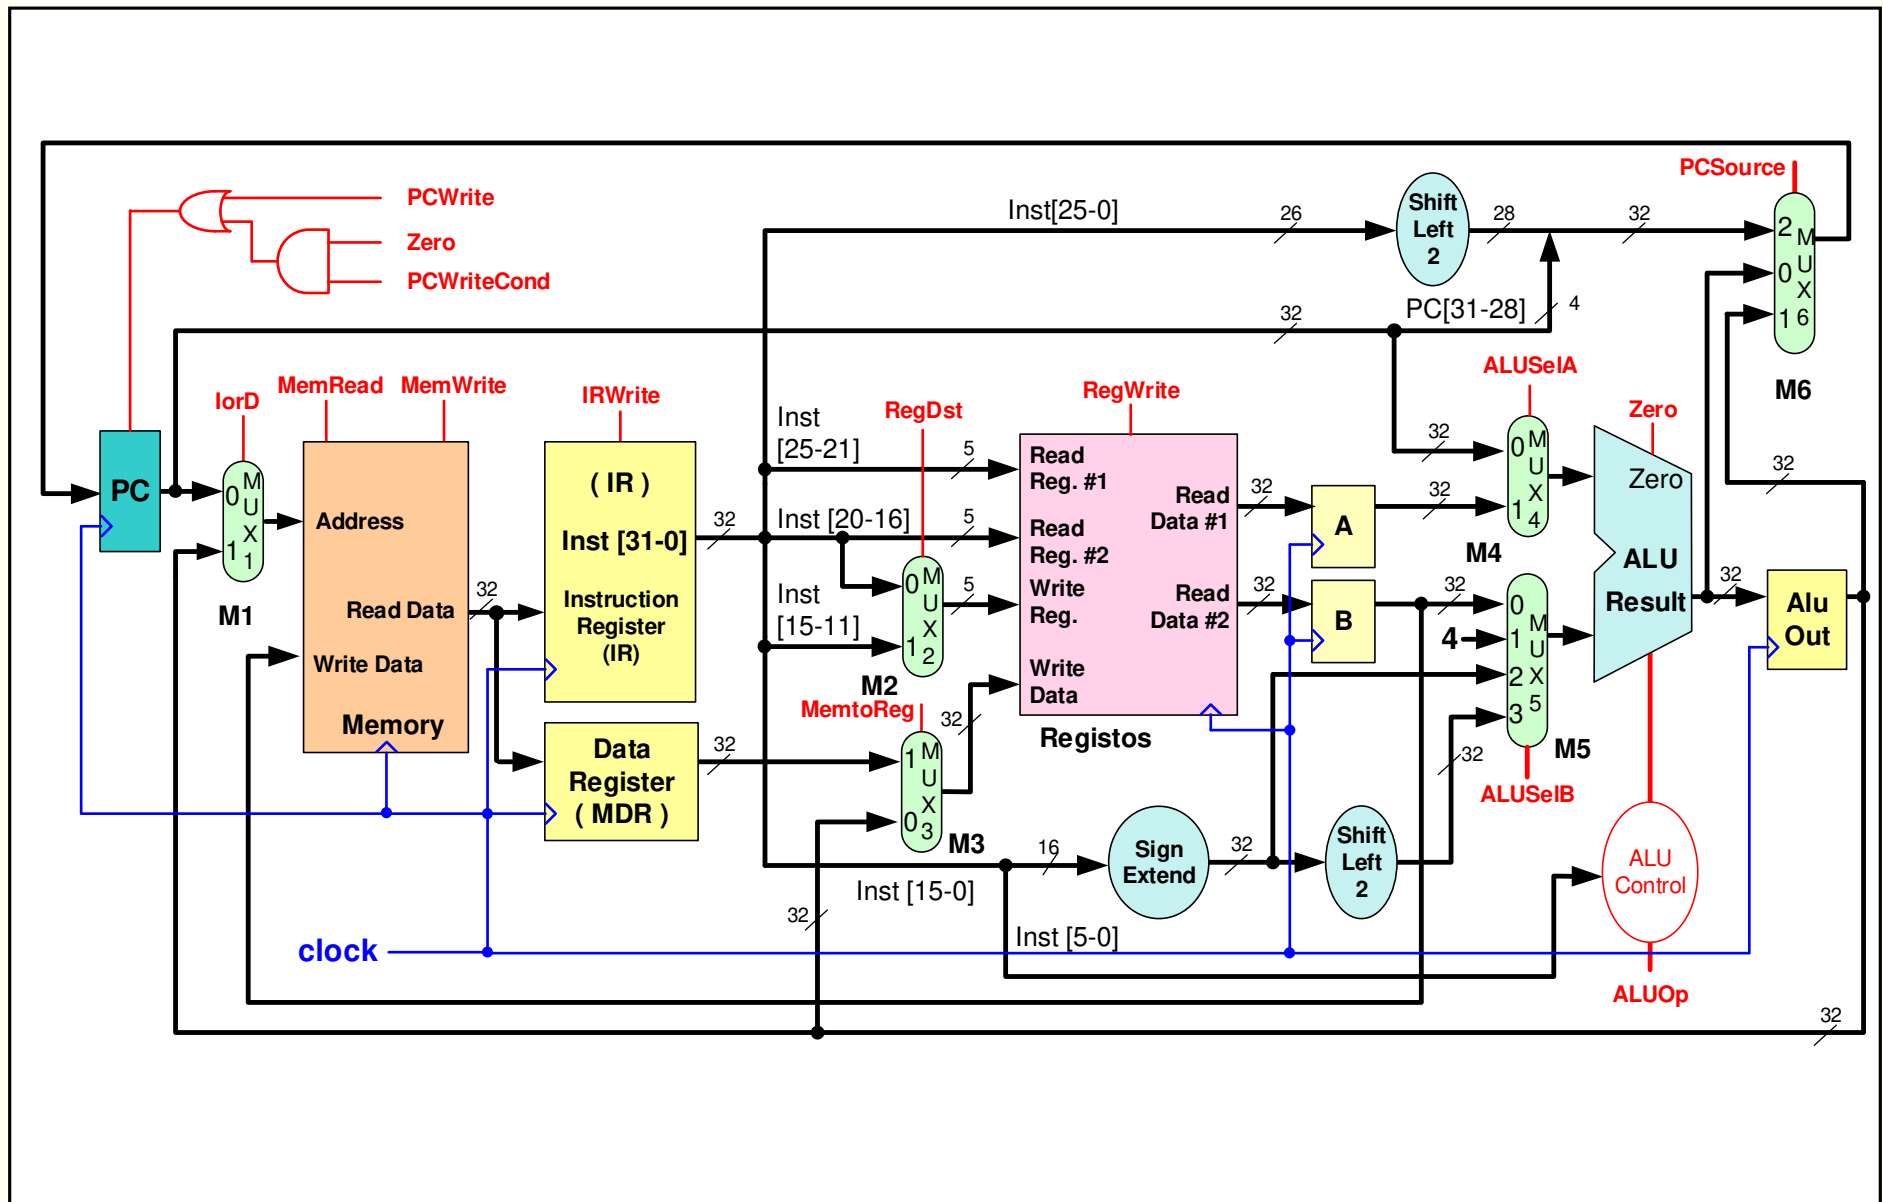 PCSource
PCWrite
Zero
PCWriteCond
Inst[25-0]
26
Shift
Left
2
28
32
2
0
1
M
U
X
6
M6
32
PC[31-28]
4
IorD
MemRead
MemWrite
IRWrite
RegDst
RegWrite
ALUSelA
Zero
PC
0
1
M
U
X
1
M1
Address
Read Data
Write Data
Memory
32
( IR )
Inst [31-0]
Instruction
Register
(IR)
32
Data
Register
( MDR )
32
Inst
[25-21]
5
Inst [20-16]
5
Inst
[15-11]
0
1
M
U
X
2
M2
5
MemtoReg
1
0
M
U
X
3
M3
32
32
Read
Reg. #1
Read
Reg. #2
Write
Reg.
Write
Data
Read
Data #1
Read
Data #2
Registos
32
32
A
B
32
32
32
0
1
M
U
X
4
M4
4
0
1
2
3
M
U
X
5
M5
ALUSelB
32
Zero
ALU
Result
32
Alu
Out
32
16
Inst [15-0]
Sign
Extend
32
Shift
Left
2
ALU
Control
ALUOp
Inst [5-0]
clock
32